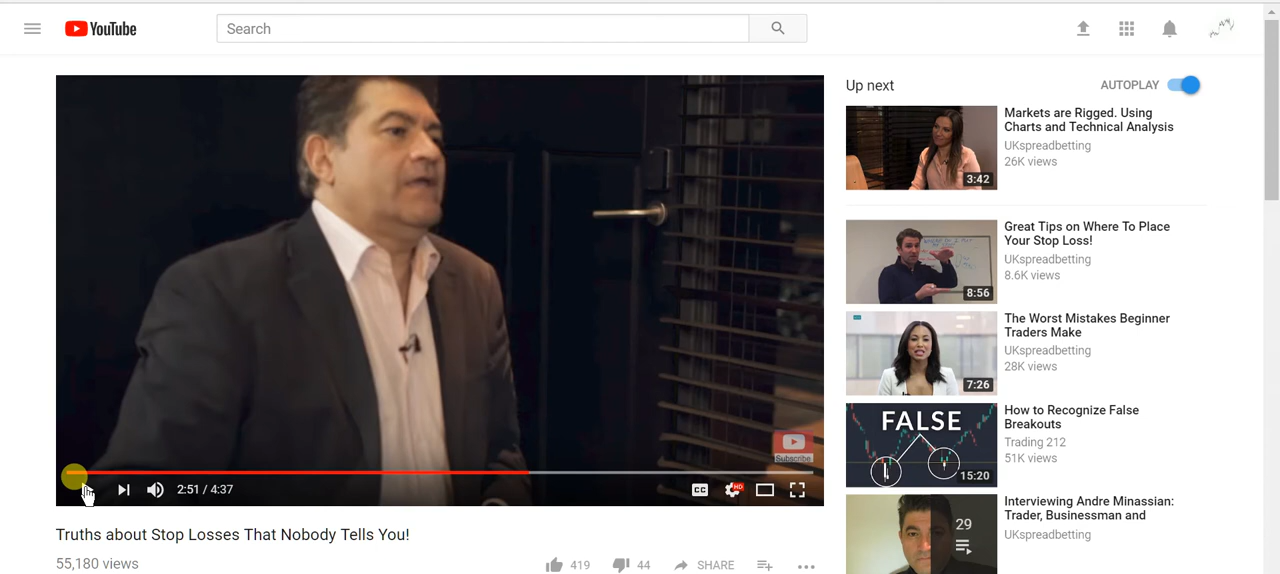 YouTube
Search
Up next
AUTOPLAY
Markets are Rigged. Using
Charts and Technical Analysis
UKspreadbetting
26K views
3:42
Great Tips on Where To Place
Your Stop Loss!
UKspreadbetting
8.6K views
8:56
The Worst Mistakes Beginner
Traders Make
UKspreadbetting
28K views
7:26
How to Recognize False
Breakouts
Trading 212
51K views
FALSE
15:20
Interviewing Andre Minassian:
Trader, Businessman and
UKspreadbetting
29
Subscribe
2:51 / 4:37
CC
HD
Truths about Stop Losses That Nobody Tells You!
55,180 views
419
44
SHARE